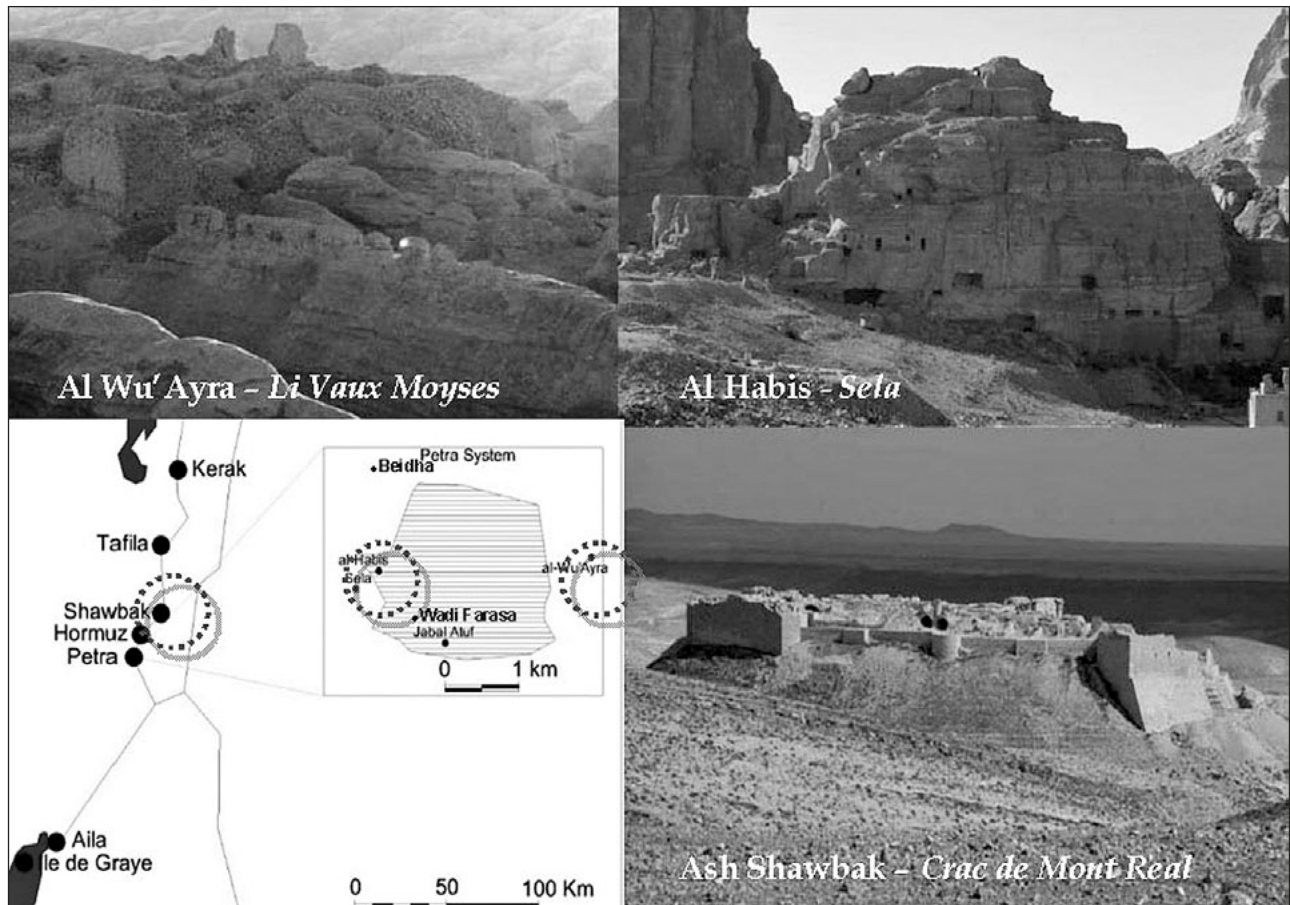 Al Wu'Ayra – Li Vaux Moyses
Al Habis - Sela
Kerak
Tafila
Shawbak
Hormuz
Petra
Aila
Ile de Graye
0 50 100 Km
Petra System
Beidha
al-Habis
Sela
al-Wu'Ayra
Wadi Farasa
Jabal Atuf
0 1 km
Ash Shawbak – Crac de Mont Real